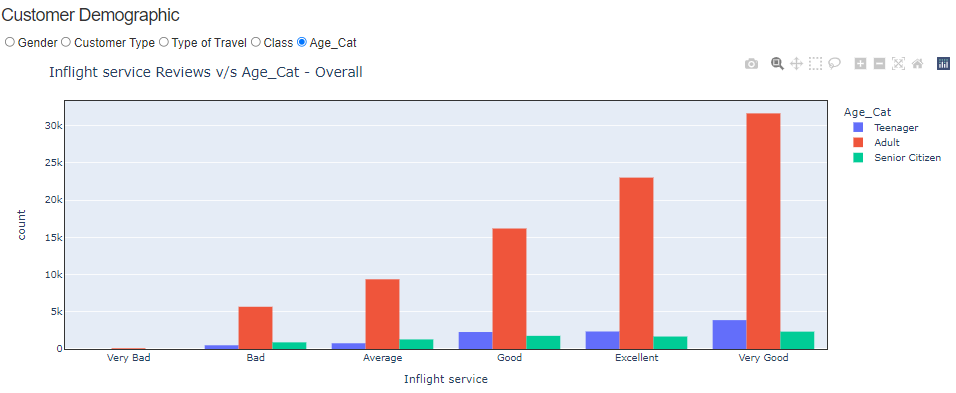 Customer Demographic
Gender Customer Type Type of Travel Class Age_Cat
Inflight service Reviews v/s Age_Cat - Overall
Age_Cat
Teenager
Adult
Senior Citizen
count
30k
25k
20k
15k
10k
5k
0
Very Bad Bad Average Good Excellent Very Good
Inflight service